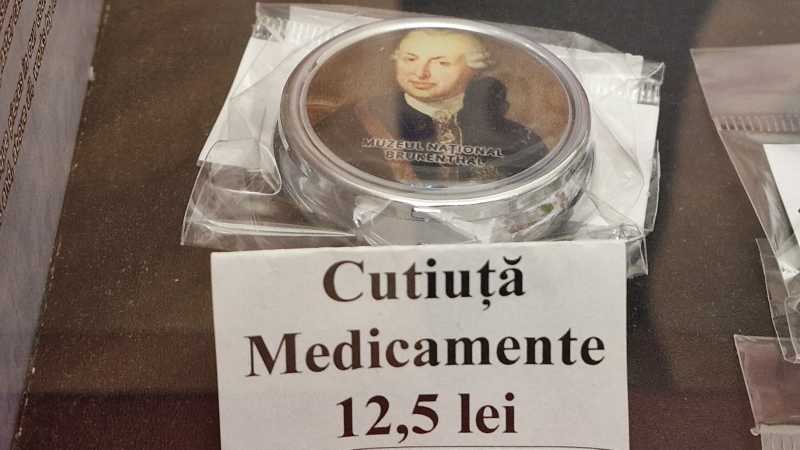 MUZEUL NAȚIONAL
BRUKENTHAL
Cutiuță
Medicamente
12,5 lei